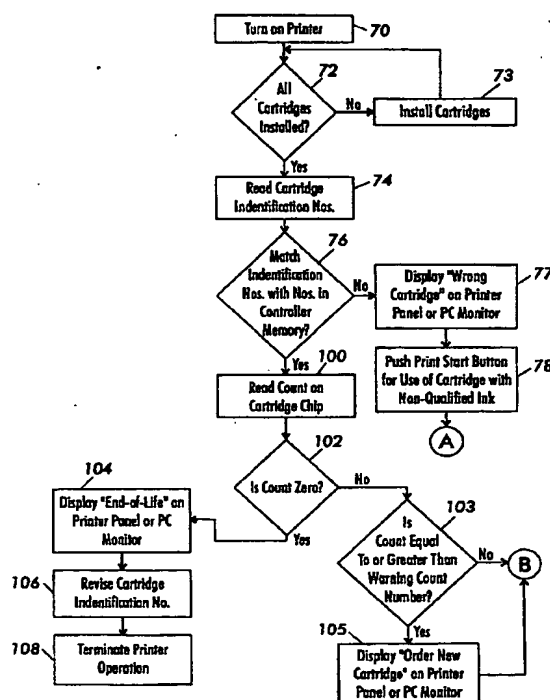 Turn on Printer
70
72
73
All
Cartridges
Installed?
No
Install Cartridges
Yes
Read Cartridge
Indentification Nos.
74
76
Match
Indentification
Nos. with Nos. in
Controller
Memory?
No
77
Display "Wrong
Cartridge" on Printer
Panel or PC Monitor
Yes
100
Read Count on
Cartridge Chip
Push Print Start Button
for Use of Cartridge with
Non-Qualified Ink
78
A
102
Is Count Zero?
No
Yes
104
Display "End-of-Life" on
Printer Panel or PC
Monitor
103
Is
Count Equal
To or Greater Than
Warning Count
Number?
No
B
Yes
106
Revise Cartridge
Indentification No.
108
Terminate Printer
Operation
105
Display "Order New
Cartridge" on Printer
Panel or PC Monitor